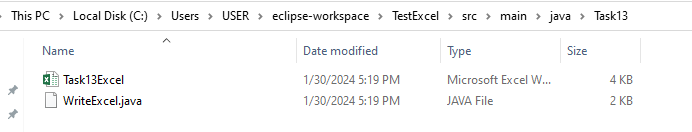 This PC > Local Disk (C:) > Users > USER > eclipse-workspace > TestExcel > src > main > java > Task13
Name Date modified Type Size
Task13Excel 1/30/2024 5:19 PM Microsoft Excel W... 4 KB
WriteExcel.java 1/30/2024 5:19 PM JAVA File 2 KB